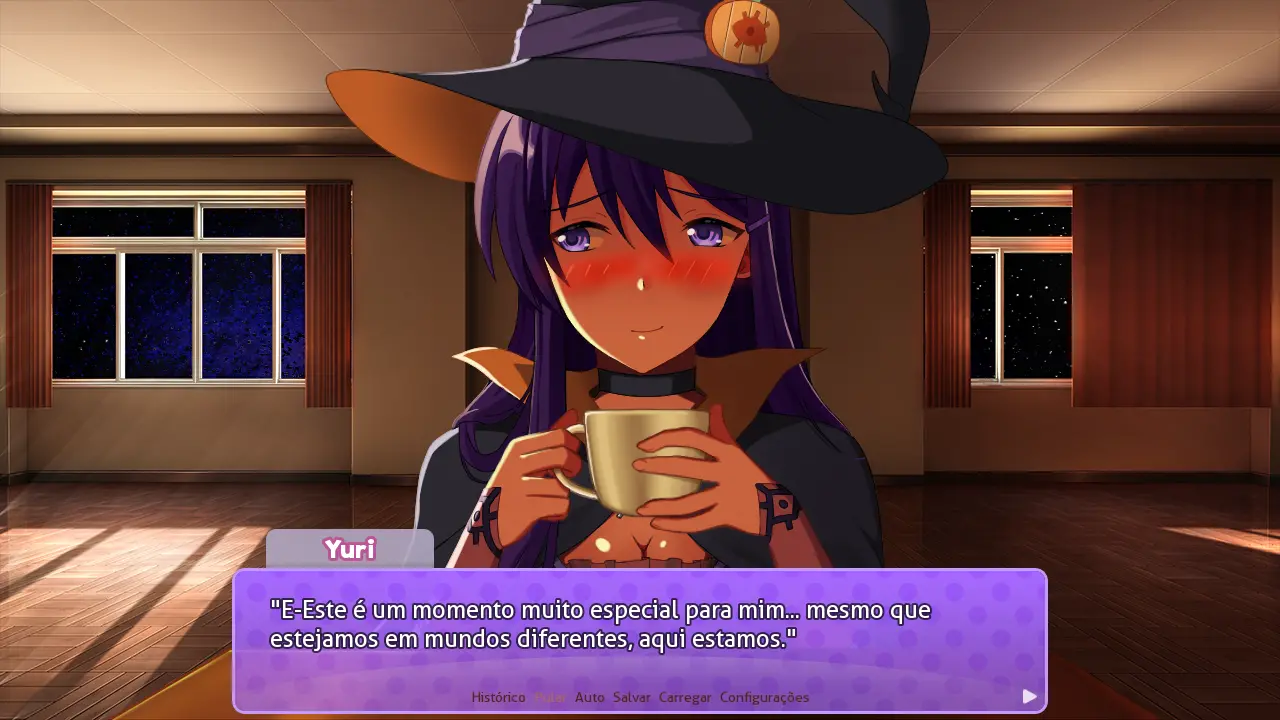 Yuri
"E-Este é um momento muito especial para mim... mesmo que
estejamos em mundos diferentes, aqui estamos."
Histórico Pular Auto Salvar Carregar Configurações